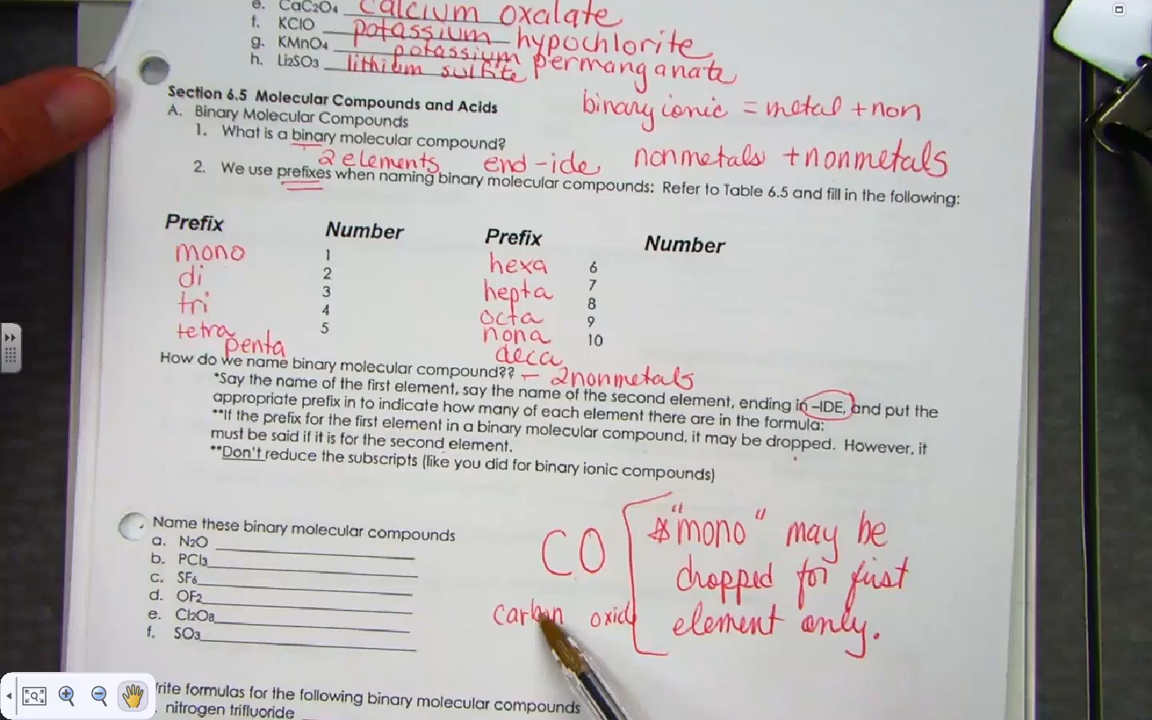 e. CaC2O4 calcium oxalate
f. KClO potassium hypochlorite
g. KMnO4 potassium permanganate
h. Li2SO3 lithium sulfite
Section 6.5 Molecular Compounds and Acids
binary ionic = metal + non
A. Binary Molecular Compounds
1. What is a binary molecular compound?
2 elements end -ide nonmetals + nonmetals
2. We use prefixes when naming binary molecular compounds: Refer to Table 6.5 and fill in the following:
Prefix Number Prefix Number
mono 1 hexa 6
di 2 hepta 7
tri 3 octa 8
tetra 4 nona 9
penta 5 deca 10
How do we name binary molecular compound?? – 2 nonmetals
*Say the name of the first element, say the name of the second element, ending in –IDE, and put the
appropriate prefix in to indicate how many of each element there are in the formula:
**If the prefix for the first element in a binary molecular compound, it may be dropped. However, it
must be said if it is for the second element.
**Don't reduce the subscripts (like you did for binary ionic compounds)
Name these binary molecular compounds
a. N2O
b. PCl3
c. SF6
d. OF2
e. Cl2O8
f. SO3
CO
carbon oxide
"mono" may be
dropped for first
element only.
rite formulas for the following binary molecular compounds
nitrogen trifluoride